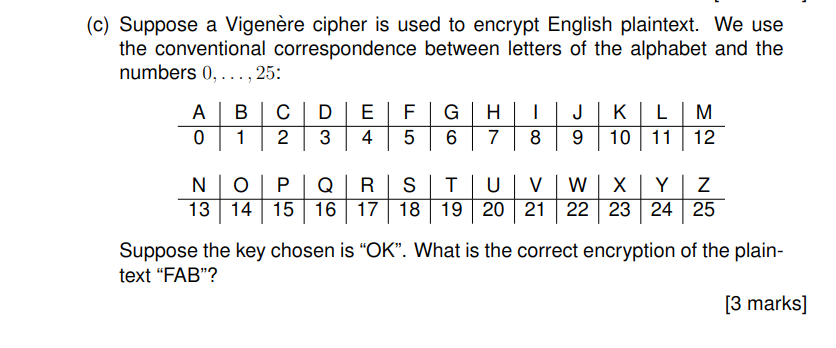 (c) Suppose a Vigenère cipher is used to encrypt English plaintext. We use
the conventional correspondence between letters of the alphabet and the
numbers 0, . . . , 25:
A B C D E F G H I J K L M
0 1 2 3 4 5 6 7 8 9 10 11 12
N O P Q R S T U V W X Y Z
13 14 15 16 17 18 19 20 21 22 23 24 25
Suppose the key chosen is “OK”. What is the correct encryption of the plain-
text “FAB”?
[3 marks]